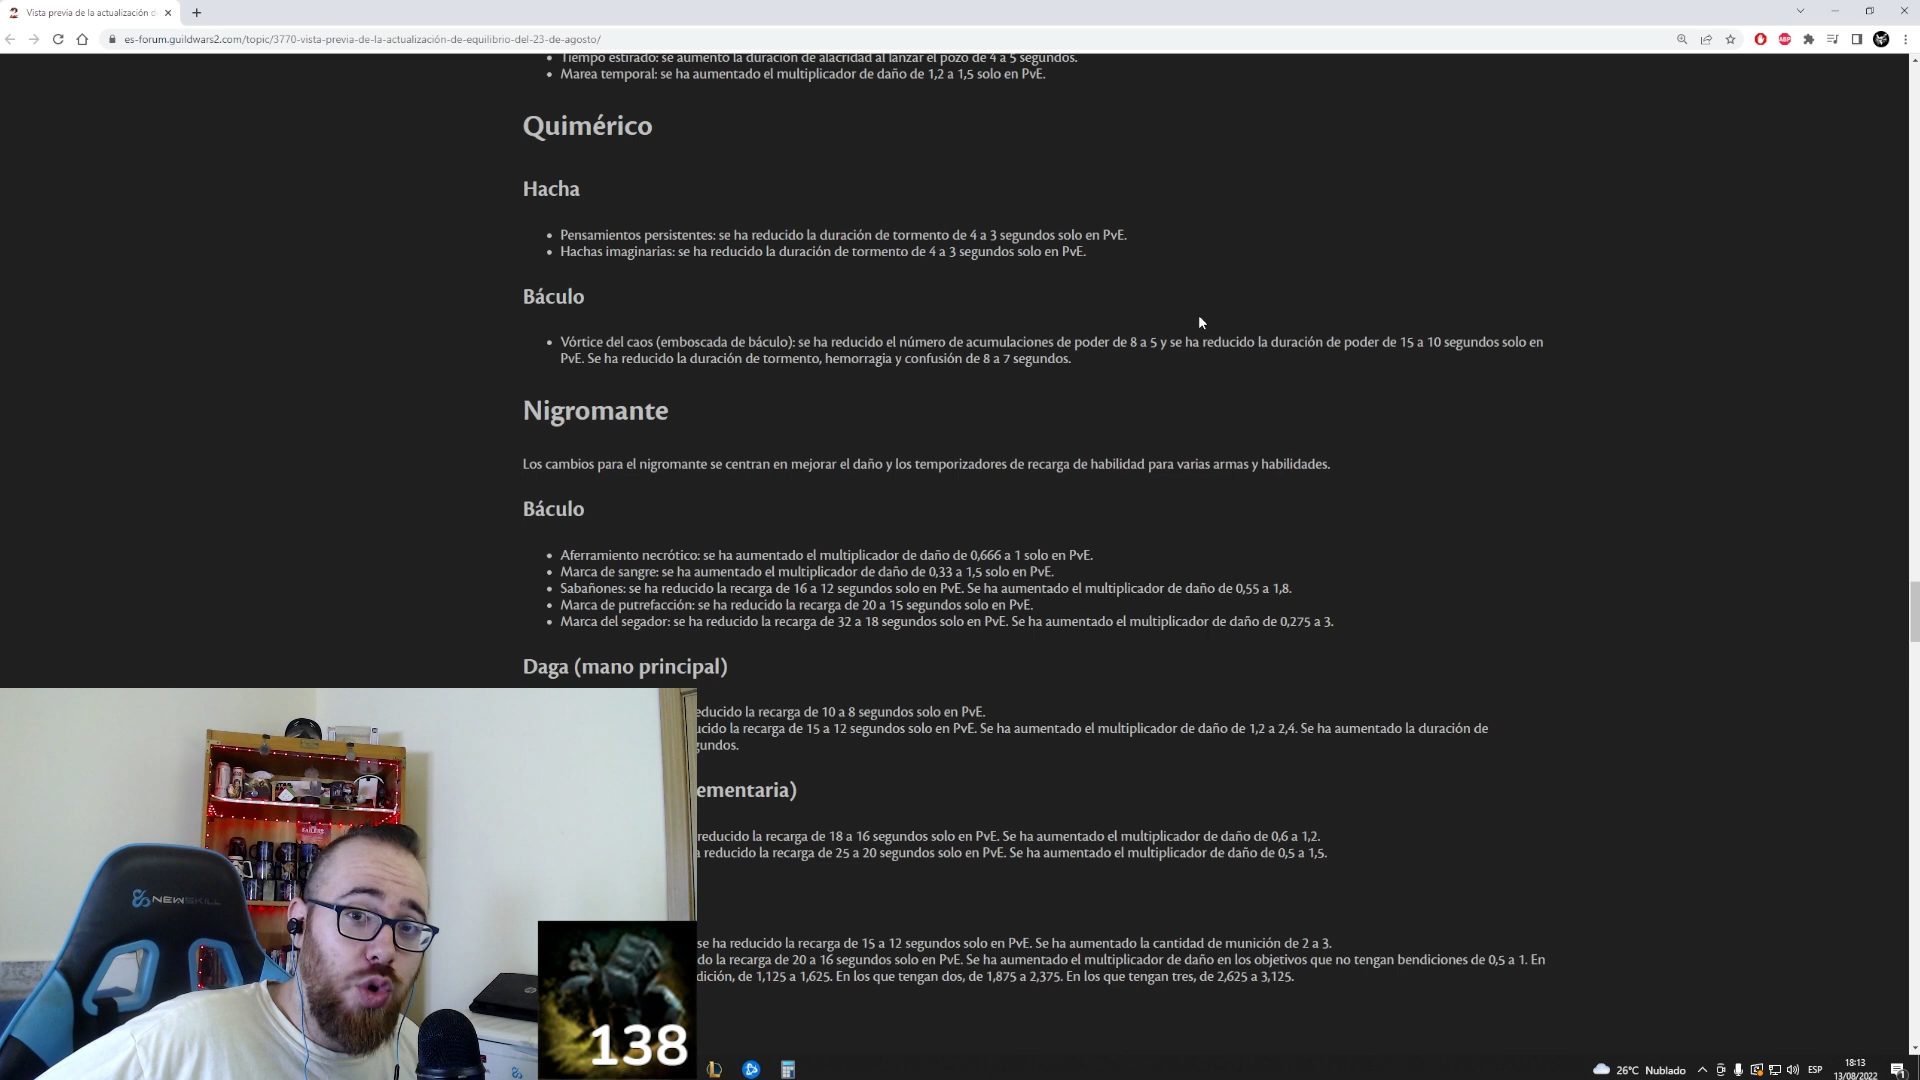 Vista previa de la actualización d
es-forum.guildwars2.com/topic/3770-vista-previa-de-la-actualización-de-equilibrio-del-23-de-agosto/
ABP
Tiempo estirado: se aumentó la duración de alacridad al lanzar el pozo de 4 a 5 segundos.
Marea temporal: se ha aumentado el multiplicador de daño de 1,2 a 1,5 solo en PvE.
Quimérico
Hacha
Pensamientos persistentes: se ha reducido la duración de tormento de 4 a 3 segundos solo en PvE.
Hachas imaginarias: se ha reducido la duración de tormento de 4 a 3 segundos solo en PvE.
Báculo
Vórtice del caos (emboscada de báculo): se ha reducido el número de acumulaciones de poder de 8 a 5 y se ha reducido la duración de poder de 15 a 10 segundos solo en
PvE. Se ha reducido la duración de tormento, hemorragia y confusión de 8 a 7 segundos.
Nigromante
Los cambios para el nigromante se centran en mejorar el daño y los temporizadores de recarga de habilidad para varias armas y habilidades.
Báculo
Aferramiento necrótico: se ha aumentado el multiplicador de daño de 0,666 a 1 solo en PvE.
Marca de sangre: se ha aumentado el multiplicador de daño de 0,33 a 1,5 solo en PvE.
Sabañones: se ha reducido la recarga de 16 a 12 segundos solo en PvE. Se ha aumentado el multiplicador de daño de 0,55 a 1,8.
Marca de putrefacción: se ha reducido la recarga de 20 a 15 segundos solo en PvE.
Marca del segador: se ha reducido la recarga de 32 a 18 segundos solo en PvE. Se ha aumentado el multiplicador de daño de 0,275 a 3.
Daga (mano principal)
educido la recarga de 10 a 8 segundos solo en PvE.
ucido la recarga de 15 a 12 segundos solo en PvE. Se ha aumentado el multiplicador de daño de 1,2 a 2,4. Se ha aumentado la duración de
gundos.
ementaria)
reducido la recarga de 18 a 16 segundos solo en PvE. Se ha aumentado el multiplicador de daño de 0,6 a 1,2.
a reducido la recarga de 25 a 20 segundos solo en PvE. Se ha aumentado el multiplicador de daño de 0,5 a 1,5.
se ha reducido la recarga de 15 a 12 segundos solo en PvE. Se ha aumentado la cantidad de munición de 2 a 3.
do la recarga de 20 a 16 segundos solo en PvE. Se ha aumentado el multiplicador de daño en los objetivos que no tengan bendiciones de 0,5 a 1. En
dición, de 1,125 a 1,625. En los que tengan dos, de 1,875 a 2,375. En los que tengan tres, de 2,625 a 3,125.
NEWSKILL
138
26°C Nublado
ESP
18:13
13/08/2022